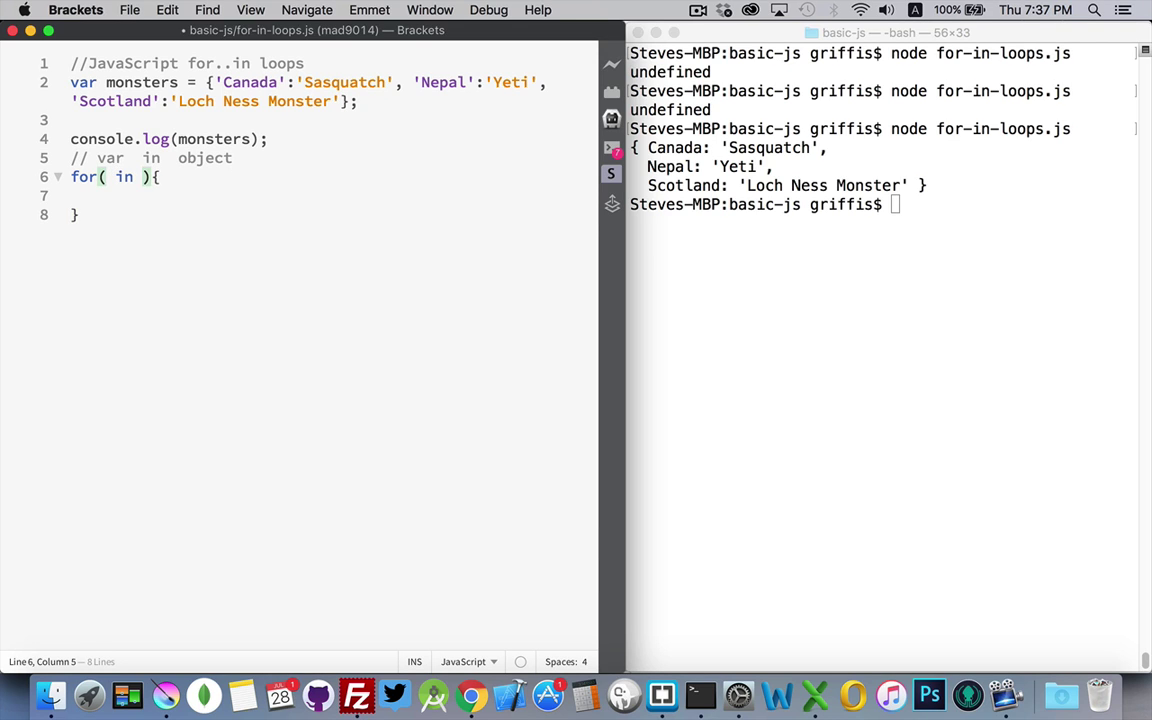 Brackets File Edit Find View Navigate Emmet Window Debug Help A 100% Thu 7:37 PM
• basic-js/for-in-loops.js (mad9014) — Brackets
basic-js — -bash — 56×33
1 //JavaScript for..in loops
2 var monsters = {'Canada':'Sasquatch', 'Nepal':'Yeti',
'Scotland':'Loch Ness Monster'};
3
4 console.log(monsters);
5 // var in object
6 for( in ){
7
8 }
Steves-MBP:basic-js griffis$ node for-in-loops.js
undefined
Steves-MBP:basic-js griffis$ node for-in-loops.js
undefined
Steves-MBP:basic-js griffis$ node for-in-loops.js
{ Canada: 'Sasquatch',
Nepal: 'Yeti',
Scotland: 'Loch Ness Monster' }
Steves-MBP:basic-js griffis$
7
S
Line 6, Column 5 — 8 Lines INS JavaScript Spaces: 4
28 1 Fz 1 W X O Ps